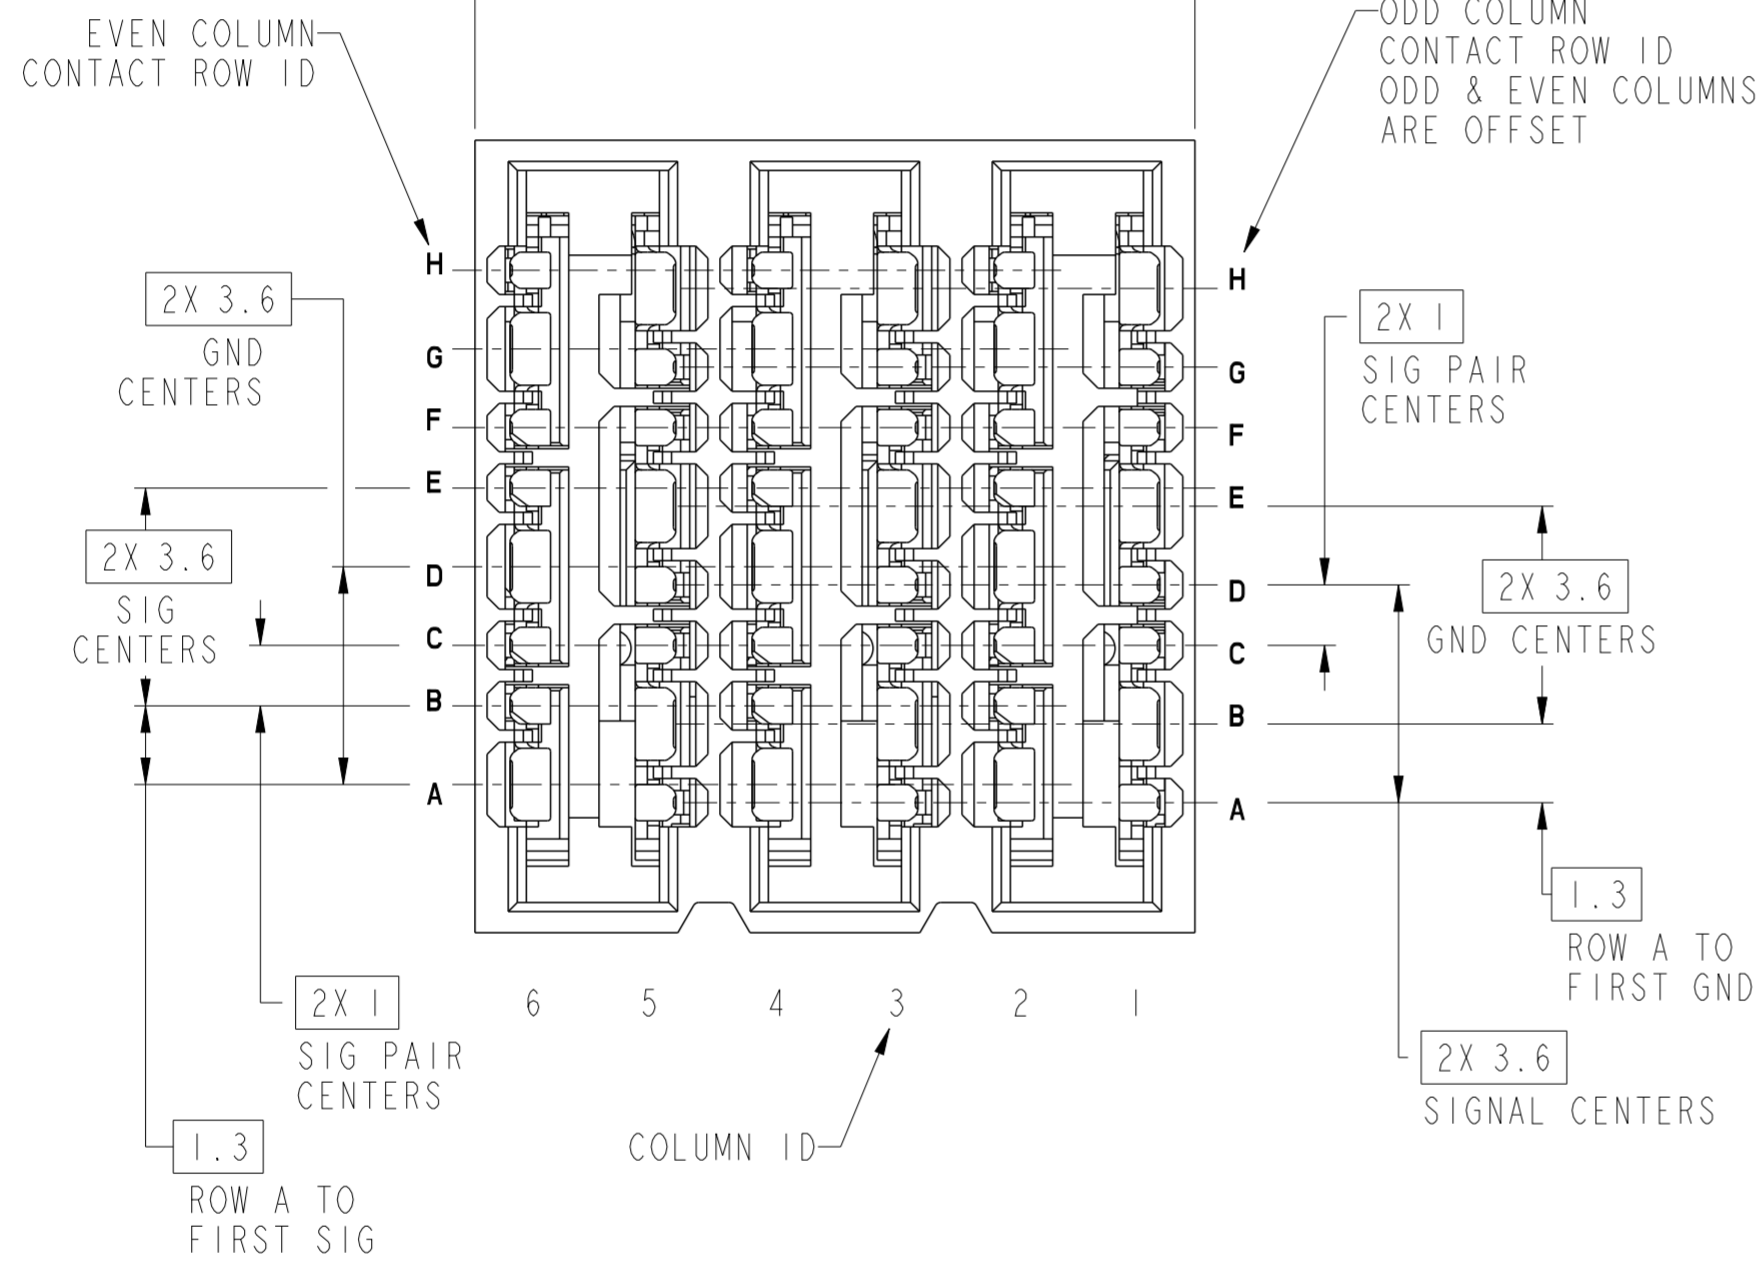 EVEN COLUMN
CONTACT ROW ID
ODD COLUMN
CONTACT ROW ID
ODD & EVEN COLUMNS
ARE OFFSET
H
H
2X 3.6
GND
CENTERS
2X 1
SIG PAIR
CENTERS
G
G
F
F
E
E
2X 3.6
SIG
CENTERS
D
D
2X 3.6
GND CENTERS
C
C
B
B
A
A
1.3
ROW A TO
FIRST GND
6 5 4 3 2 1
2X 1
SIG PAIR
CENTERS
2X 3.6
SIGNAL CENTERS
COLUMN ID
1.3
ROW A TO
FIRST SIG